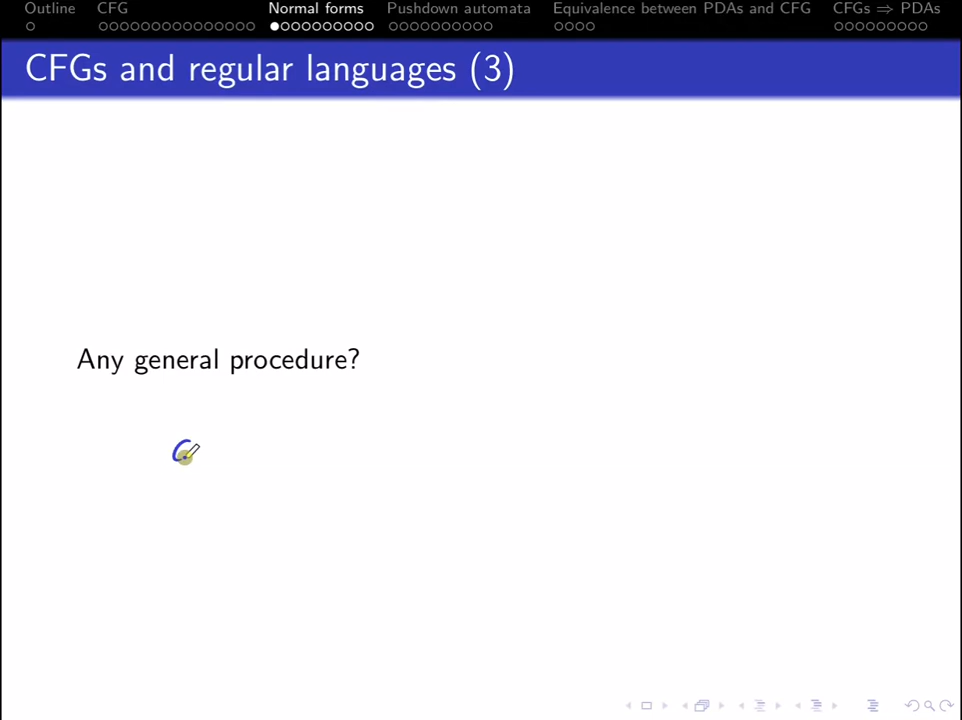 Outline CFG Normal forms Pushdown automata Equivalence between PDAs and CFG CFGs ⇒ PDAs
CFGs and regular languages (3)
Any general procedure?